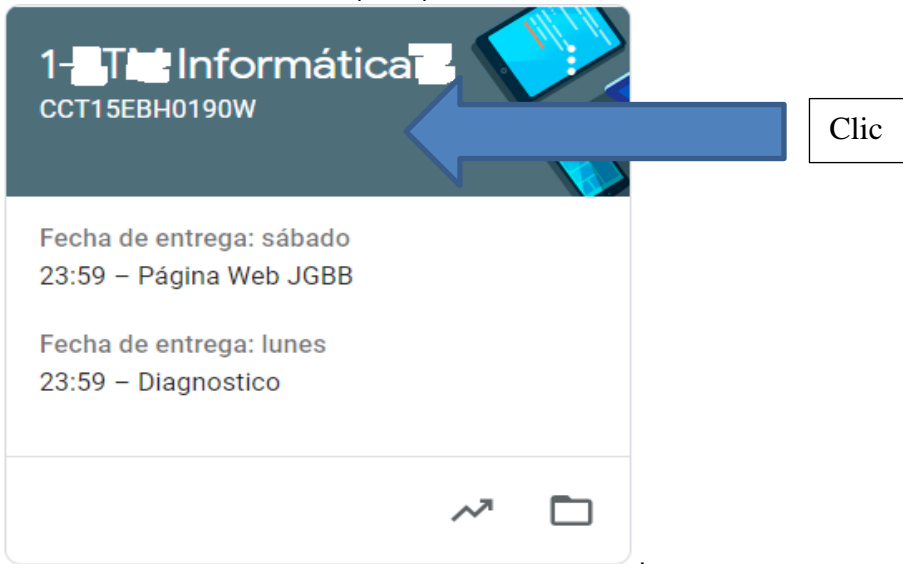 1- T Informática
CCT15EBH0190W
Clic
Fecha de entrega: sábado
23:59 – Página Web JGBB
Fecha de entrega: lunes
23:59 – Diagnostico